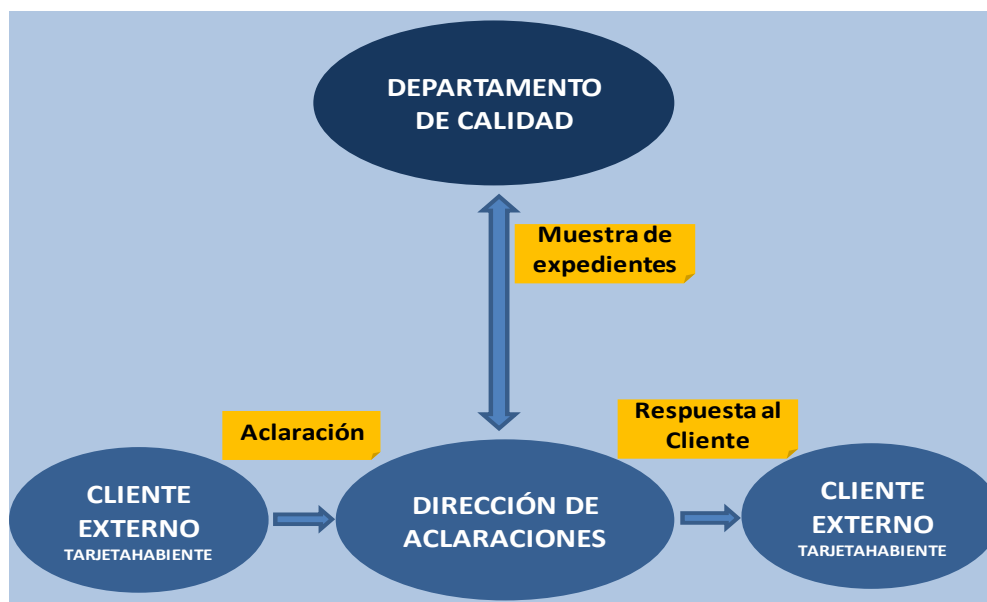 DEPARTAMENTO
DE CALIDAD
Muestra de
expedientes
Aclaración
Respuesta al
Cliente
CLIENTE
EXTERNO
TARJETAHABIENTE
DIRECCIÓN DE
ACLARACIONES
CLIENTE
EXTERNO
TARJETAHABIENTE